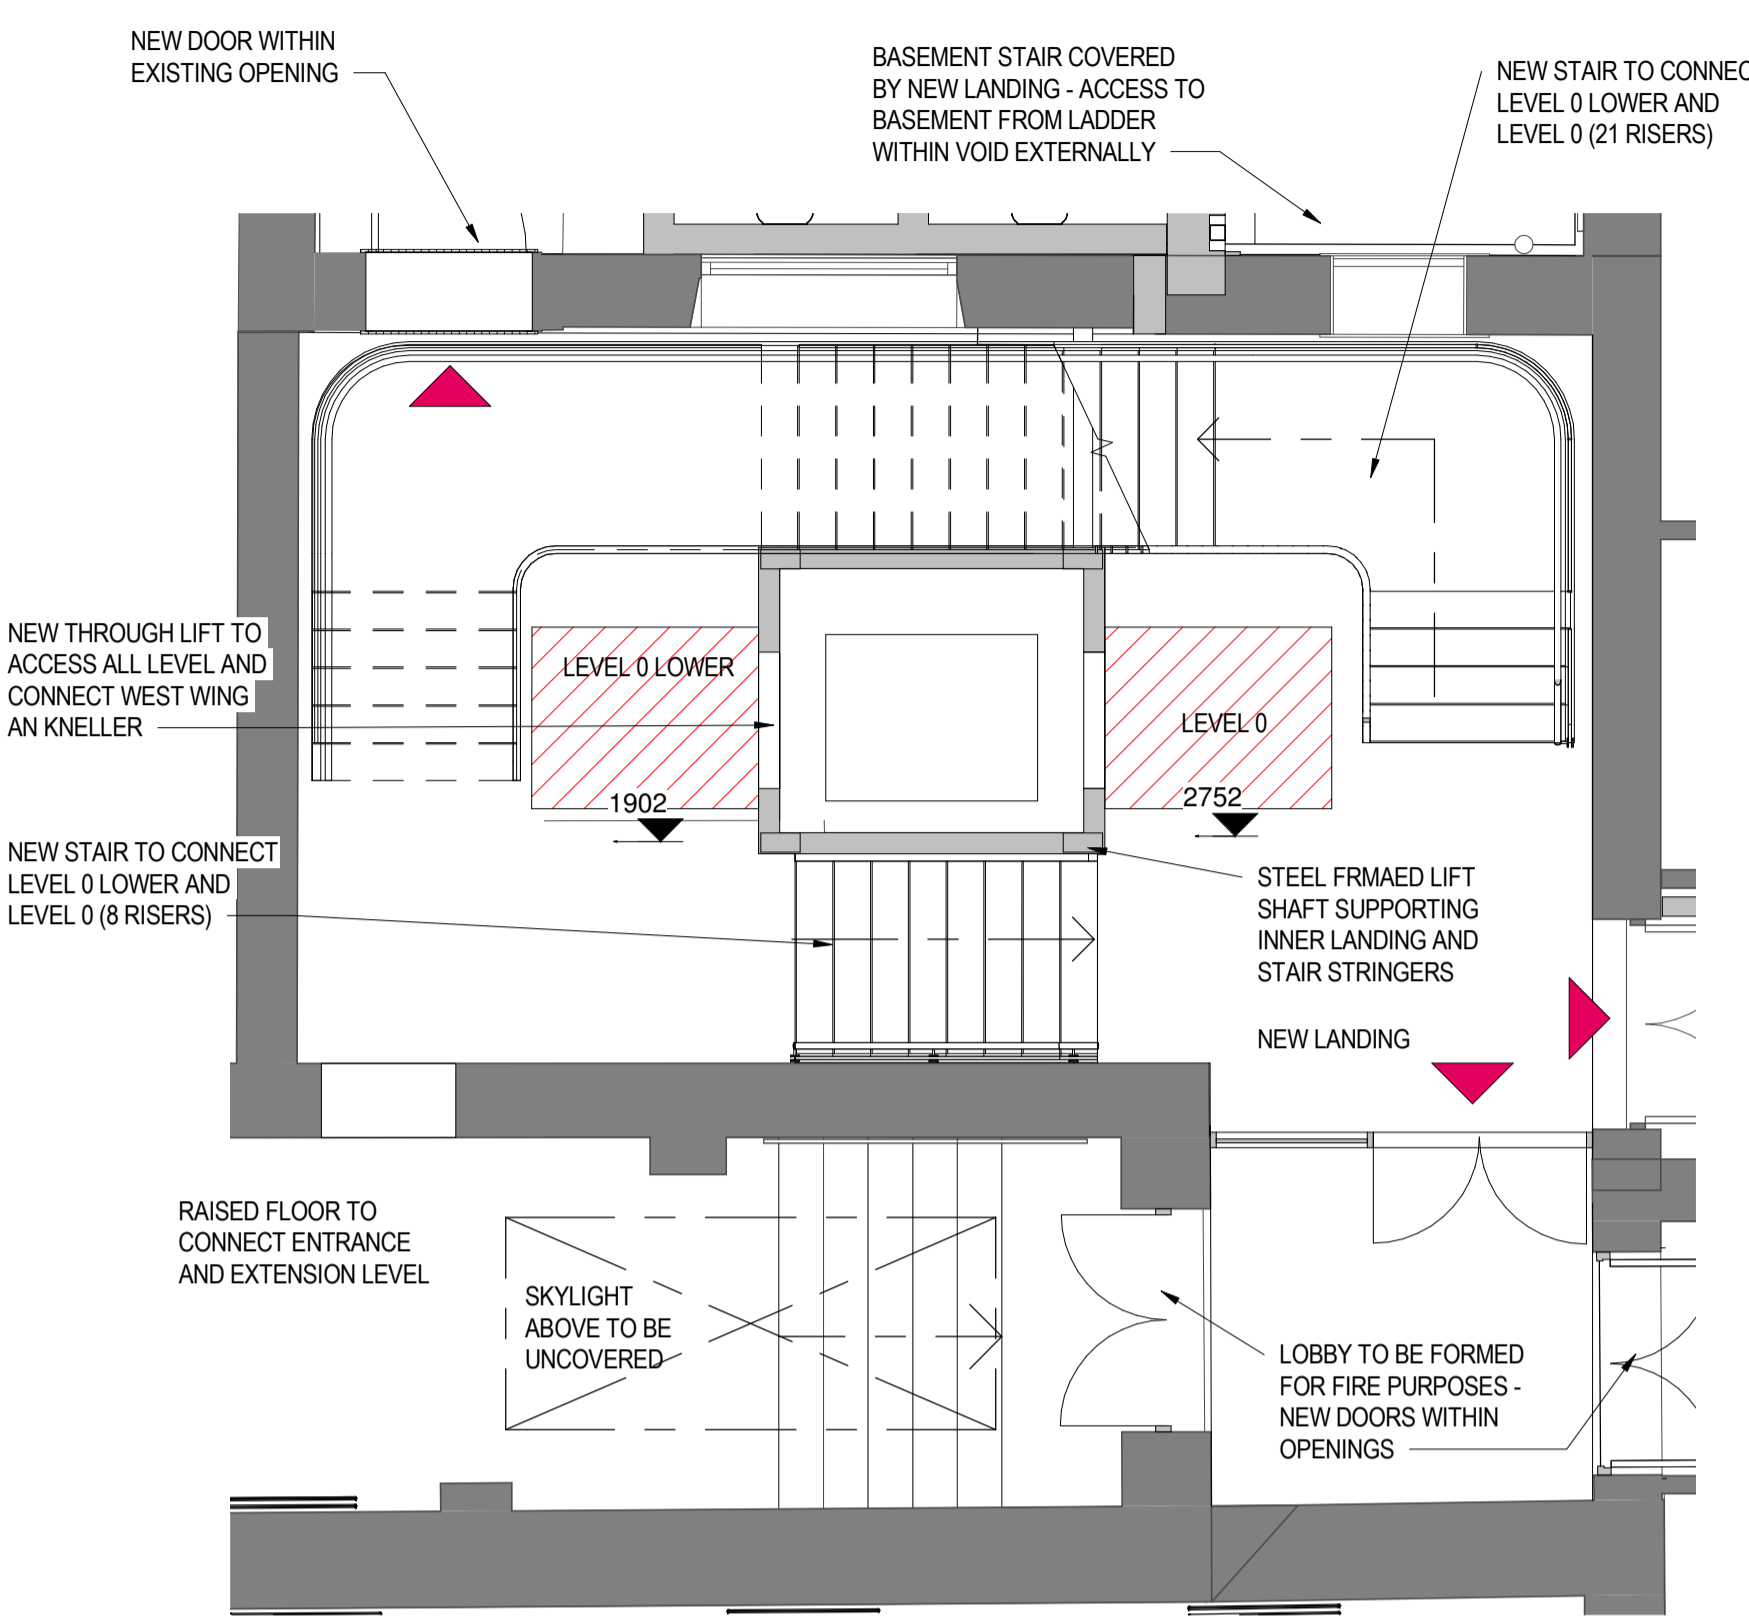 NEW DOOR WITHIN
EXISTING OPENING
BASEMENT STAIR COVERED
BY NEW LANDING - ACCESS TO
BASEMENT FROM LADDER
WITHIN VOID EXTERNALLY
NEW STAIR TO CONNEC
LEVEL 0 LOWER AND
LEVEL 0 (21 RISERS)
NEW THROUGH LIFT TO
ACCESS ALL LEVEL AND
CONNECT WEST WING
AN KNELLER
LEVEL 0 LOWER
1902
LEVEL 0
2752
NEW STAIR TO CONNECT
LEVEL 0 LOWER AND
LEVEL 0 (8 RISERS)
STEEL FRMAED LIFT
SHAFT SUPPORTING
INNER LANDING AND
STAIR STRINGERS
NEW LANDING
RAISED FLOOR TO
CONNECT ENTRANCE
AND EXTENSION LEVEL
SKYLIGHT
ABOVE TO BE
UNCOVERED
LOBBY TO BE FORMED
FOR FIRE PURPOSES -
NEW DOORS WITHIN
OPENINGS